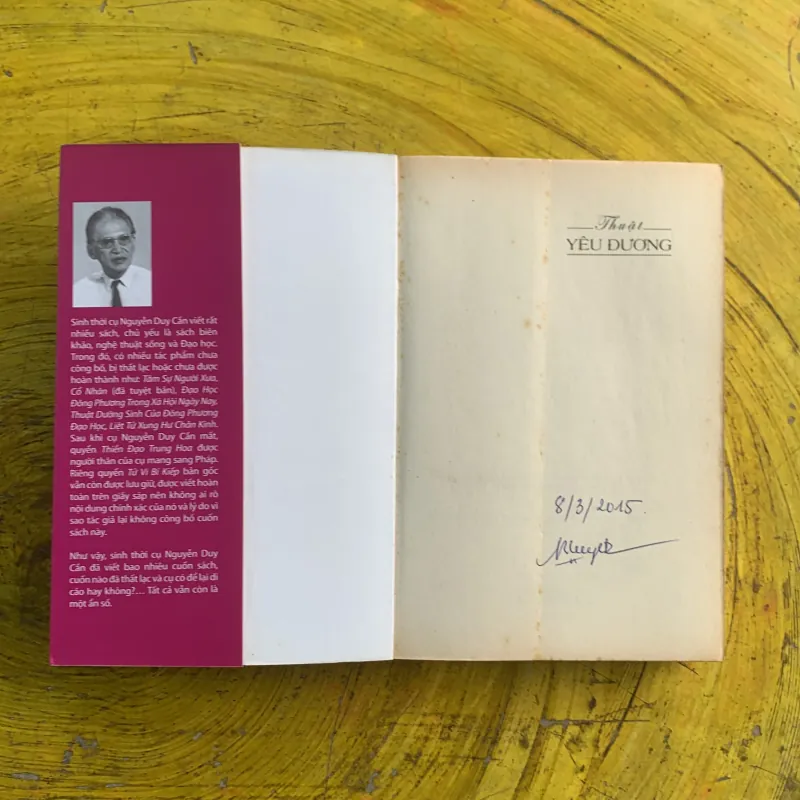 Sinh thời cụ Nguyễn Duy Cần viết rất
nhiều sách, chủ yếu là sách biên
khảo, nghệ thuật sống và Đạo học.
Trong đó, có nhiều tác phẩm chưa
công bố, bị thất lạc hoặc chưa được
hoàn thành như: Tâm Sự Người Xưa,
Cổ Nhân (đã tuyệt bản), Đạo Học
Đông Phương Trong Xã Hội Ngày Nay,
Thuật Dưỡng Sinh Của Đông Phương
Đạo Học, Liệt Tử Xung Hư Chân Kinh.
Sau khi cụ Nguyễn Duy Cần mất,
quyển Thiền Đạo Trung Hoa được
người thân của cụ mang sang Pháp.
Riêng quyển Tử Vi Bí Kiếp bản gốc
vẫn còn được lưu giữ, được viết hoàn
toàn trên giấy sáp nên không ai rõ
nội dung chính xác của nó và lý do vì
sao tác giả lại không công bố cuốn
sách này.
Như vậy, sinh thời cụ Nguyễn Duy
Cần đã viết bao nhiêu cuốn sách,
cuốn nào đã thất lạc và cụ có để lại di
cảo hay không?... Tất cả vẫn còn là
một ẩn số.
Thuật
YÊU ĐƯƠNG
8/3/2015.